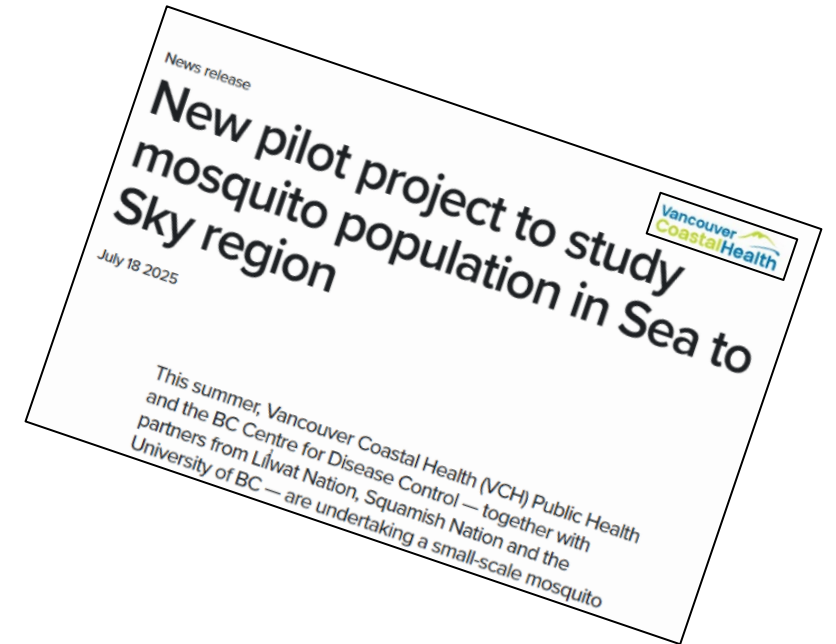 News release
New pilot project to study
mosquito population in Sea to
Sky region
Vancouver
CoastalHealth
July 18 2025
This summer, Vancouver Coastal Health (VCH) Public Health
and the BC Centre for Disease Control — together with
partners from Lil̓wat Nation, Squamish Nation and the
University of BC — are undertaking a small-scale mosquito